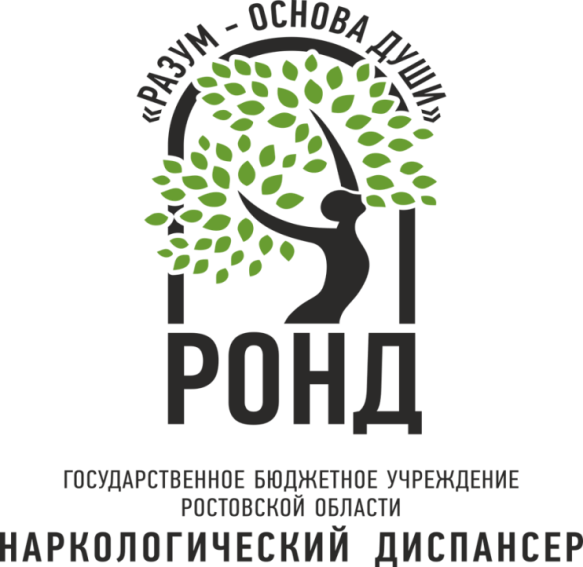 «РАЗУМ - ОСНОВА ДУШИ»
РОНД
ГОСУДАРСТВЕННОЕ БЮДЖЕТНОЕ УЧРЕЖДЕНИЕ
РОСТОВСКОЙ ОБЛАСТИ
НАРКОЛОГИЧЕСКИЙ ДИСПАНСЕР